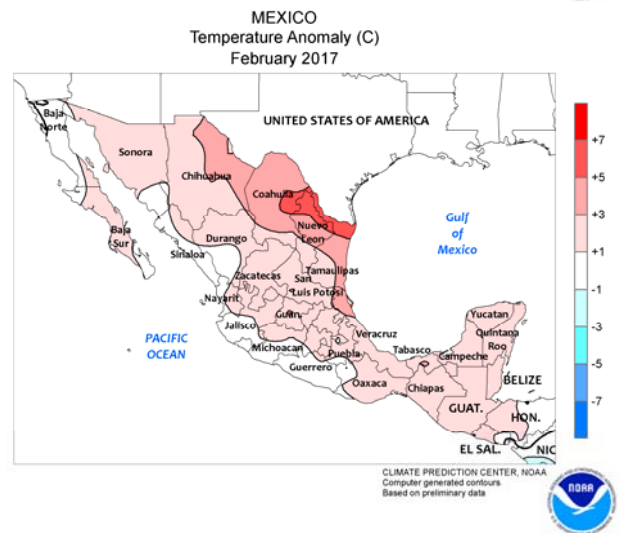 MEXICO
Temperature Anomaly (C)
February 2017
Baja
Norte
UNITED STATES OF AMERICA
Sonora
Chihuahua
Coahuila
Nuevo
Leon
Gulf
of
Mexico
Baja
Sur
Durango
Sinaloa
Tamaulipas
Zacatecas
San
Luis Potosi
Nayarit
Guan.
Jalisco
PACIFIC
OCEAN
Michoacan
Veracruz
Puebla
Guerrero
Tabasco
Campeche
Yucatan
Quintana
Roo
Oaxaca
Chiapas
BELIZE
GUAT.
HON.
EL SAL.
NIC
+7
+5
+3
+1
-1
-3
-5
-7
CLIMATE PREDICTION CENTER, NOAA
Computer generated contours
Based on preliminary data
NOAA